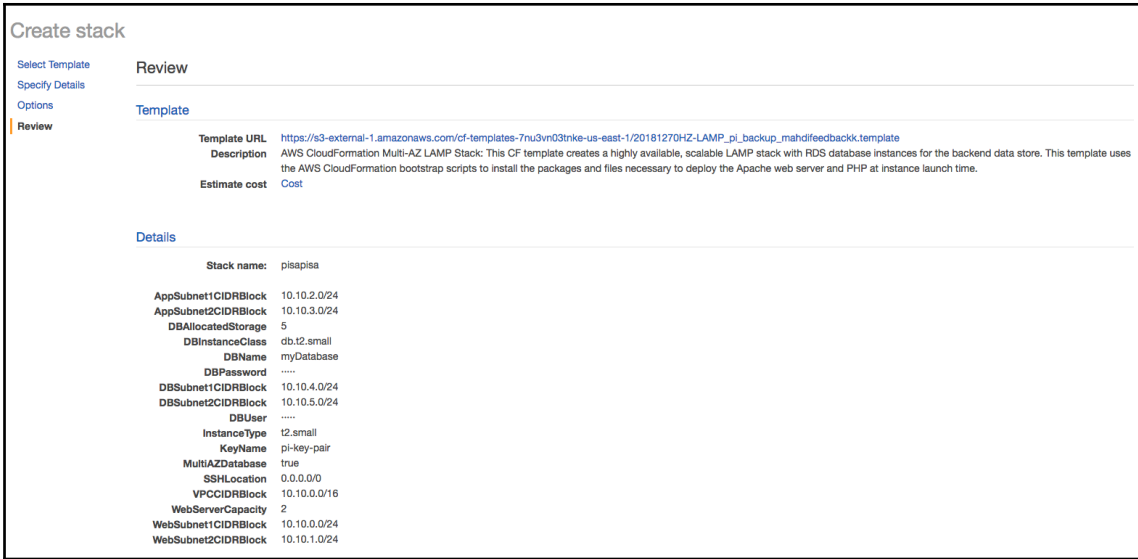 Create stack
Select Template
Specify Details
Options
Review
Review
Template
Template URL https://s3-external-1.amazonaws.com/cf-templates-7nu3vn03tnke-us-east-1/20181270HZ-LAMP_pi_backup_mahdifeedbackk.template
Description AWS CloudFormation Multi-AZ LAMP Stack: This CF template creates a highly available, scalable LAMP stack with RDS database instances for the backend data store. This template uses
the AWS CloudFormation bootstrap scripts to install the packages and files necessary to deploy the Apache web server and PHP at instance launch time.
Estimate cost Cost
Details
Stack name: pisapisa
AppSubnet1CIDRBlock 10.10.2.0/24
AppSubnet2CIDRBlock 10.10.3.0/24
DBAllocatedStorage 5
DBInstanceClass db.t2.small
DBName myDatabase
DBPassword ·····
DBSubnet1CIDRBlock 10.10.4.0/24
DBSubnet2CIDRBlock 10.10.5.0/24
DBUser ·····
InstanceType t2.small
KeyName pi-key-pair
MultiAZDatabase true
SSHLocation 0.0.0.0/0
VPCCIDRBlock 10.10.0.0/16
WebServerCapacity 2
WebSubnet1CIDRBlock 10.10.0.0/24
WebSubnet2CIDRBlock 10.10.1.0/24